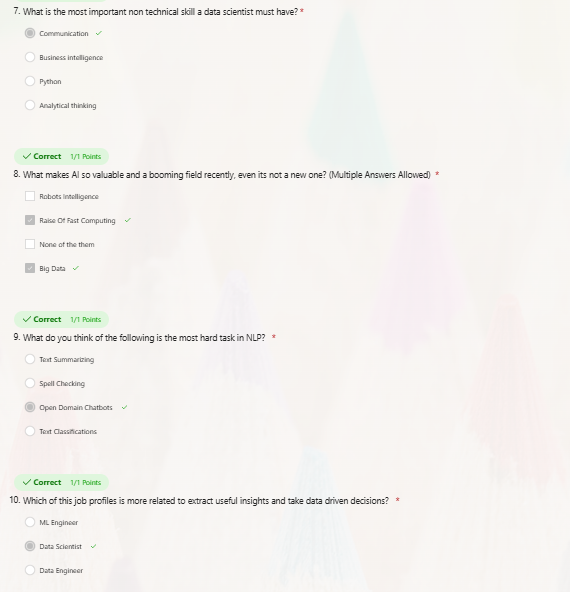 7. What is the most important non technical skill a data scientist must have? *
Communication
Business intelligence
Python
Analytical thinking
Correct 1/1 Points
8. What makes AI so valuable and a booming field recently, even its not a new one? (Multiple Answers Allowed) *
Robots Intelligence
Raise Of Fast Computing
None of the them
Big Data
Correct 1/1 Points
9. What do you think of the following is the most hard task in NLP? *
Text Summarizing
Spell Checking
Open Domain Chatbots
Text Classifications
Correct 1/1 Points
10. Which of this job profiles is more related to extract useful insights and take data driven decisions? *
ML Engineer
Data Scientist
Data Engineer